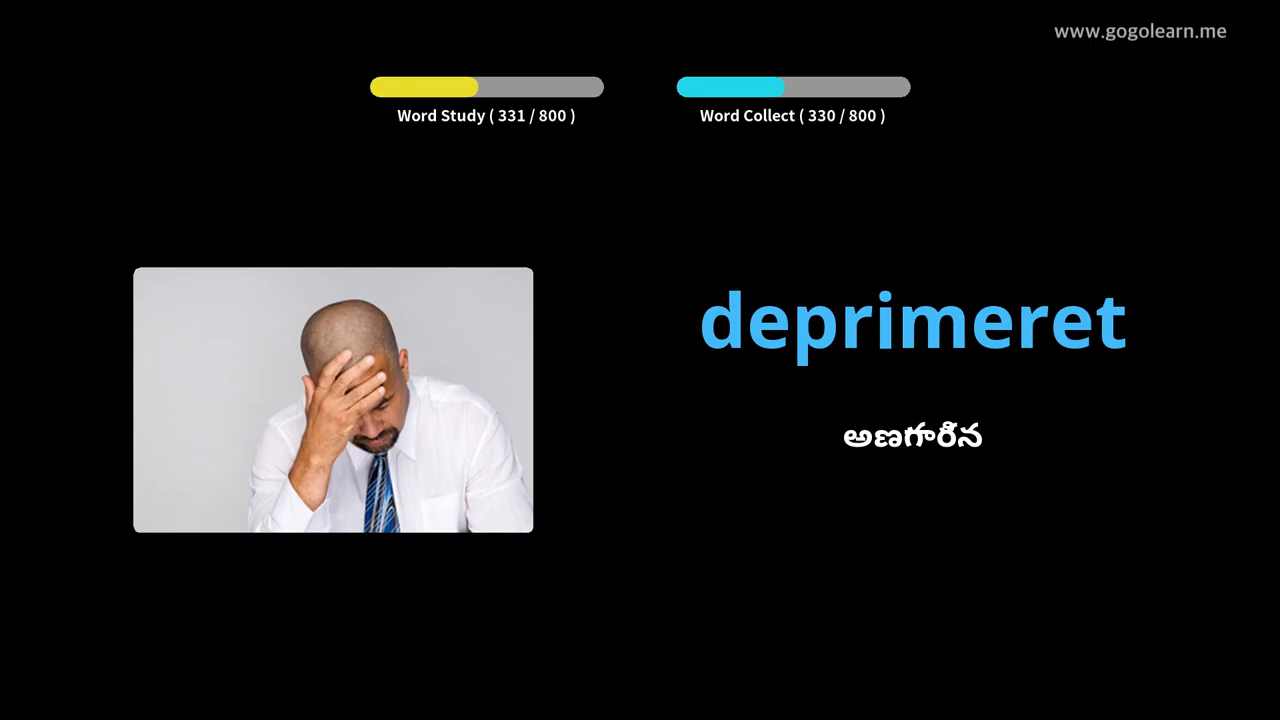 www.gogolearn.me
Word Study ( 331 / 800 )
Word Collect ( 330 / 800 )
deprimeret
అణగారిన